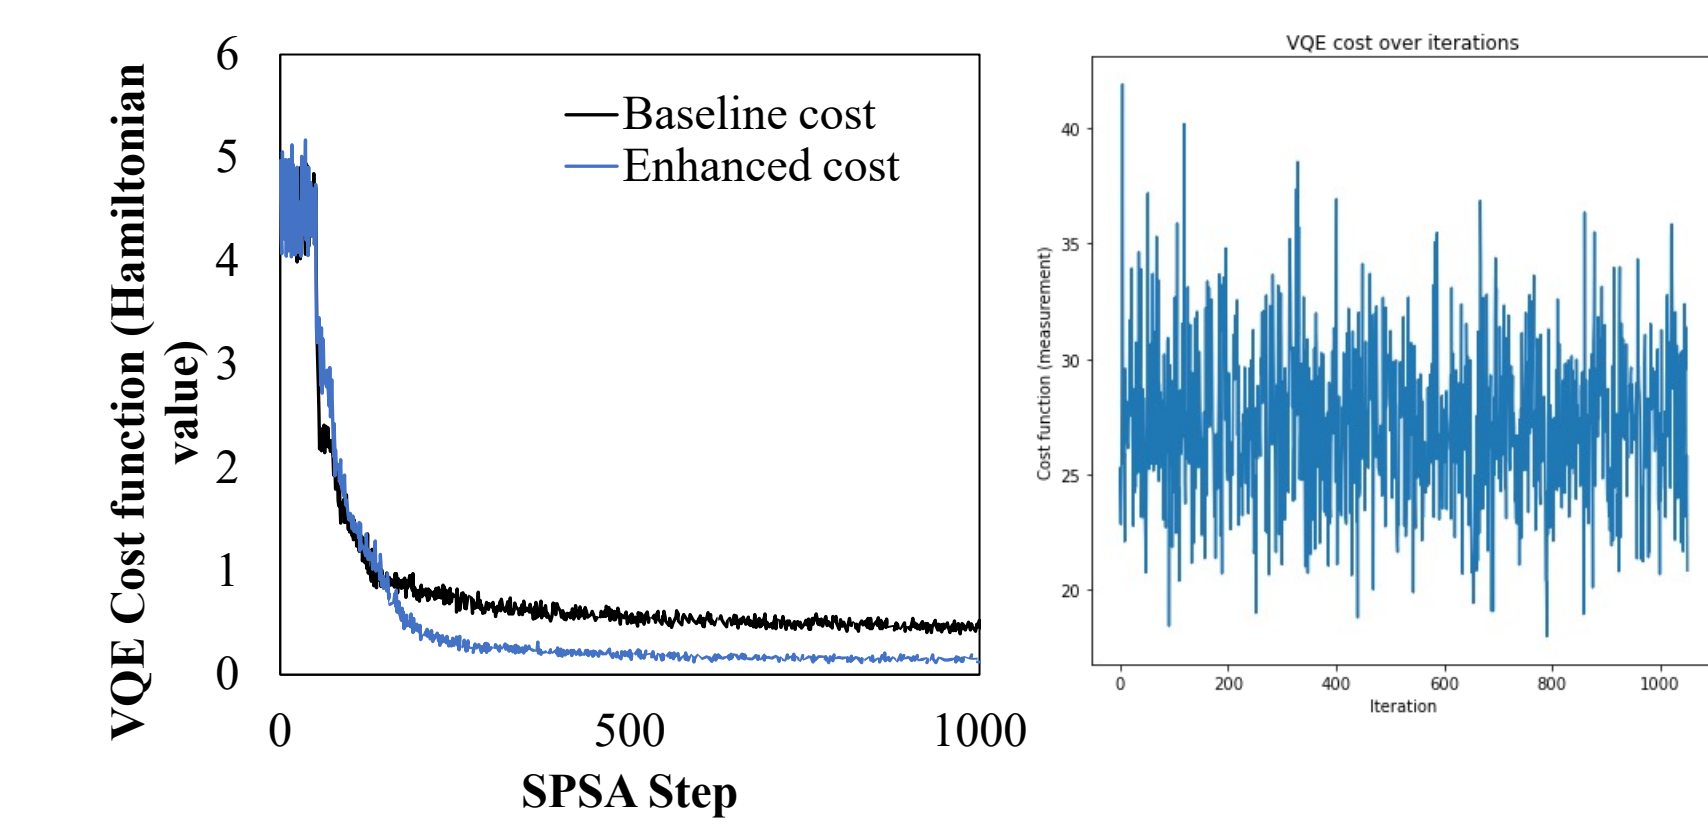 VQE Cost function (Hamiltonian
value)
6
5
4
3
2
1
0
Baseline cost
Enhanced cost
0 500 1000
SPSA Step
VQE cost over iterations
Cost function (measurement)
40
35
30
25
20
0 200 400 600 800 1000
Iteration